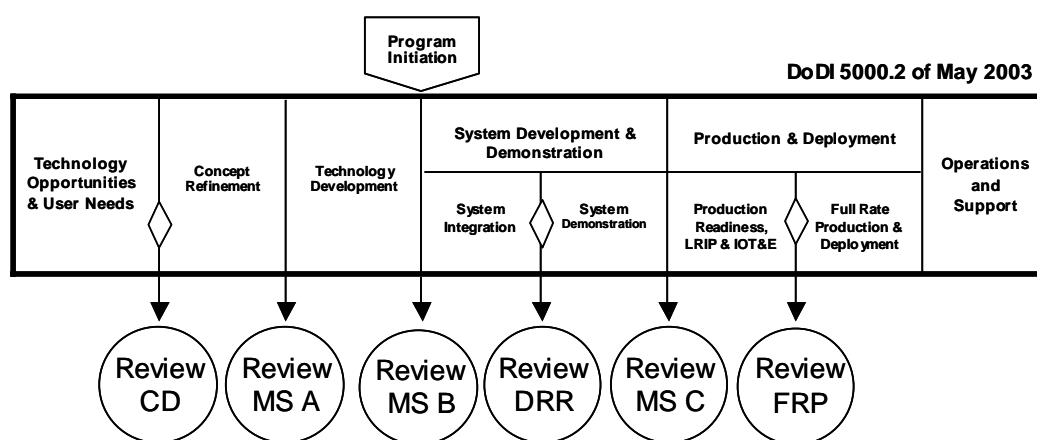 Program
Initiation
DoDI 5000.2 of May 2003
Technology
Opportunities
& User Needs
Concept
Refinement
Technology
Development
System Development &
Demonstration
System
Integration
System
Demonstration
Production & Deployment
Production
Readiness,
LRIP & IOT&E
Full Rate
Production &
Deployment
Operations
and
Support
Review
CD
Review
MS A
Review
MS B
Review
DRR
Review
MS C
Review
FRP